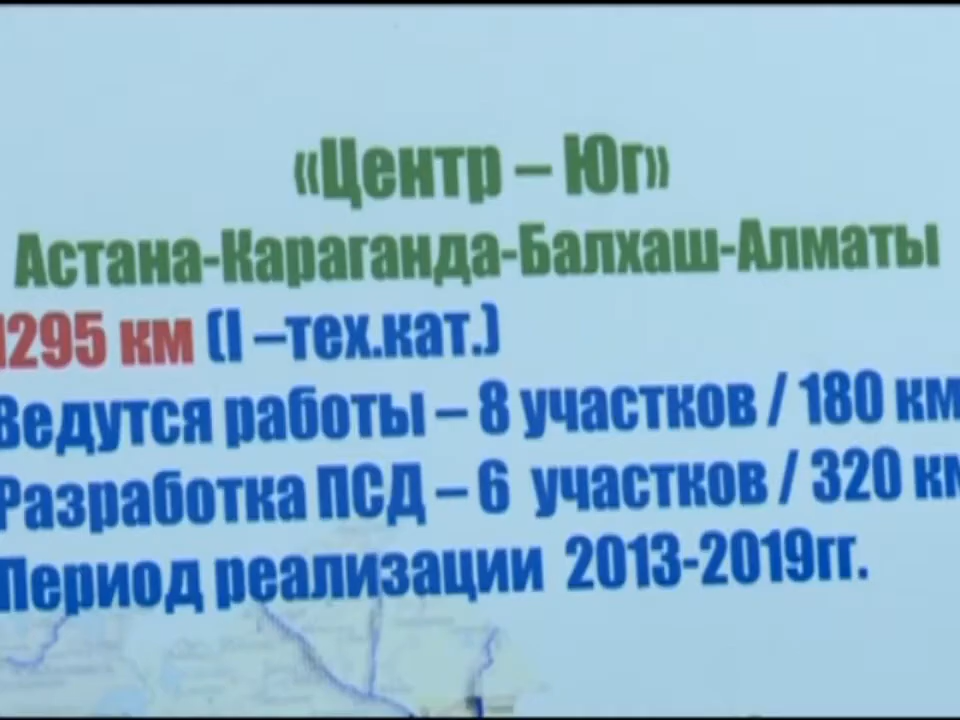 «Центр – Юг»
Астана-Караганда-Балхаш-Алматы
1295 км (I –тех.кат.)
Ведутся работы – 8 участков / 180 км
Разработка ПСД – 6 участков / 320 км
Период реализации 2013-2019гг.